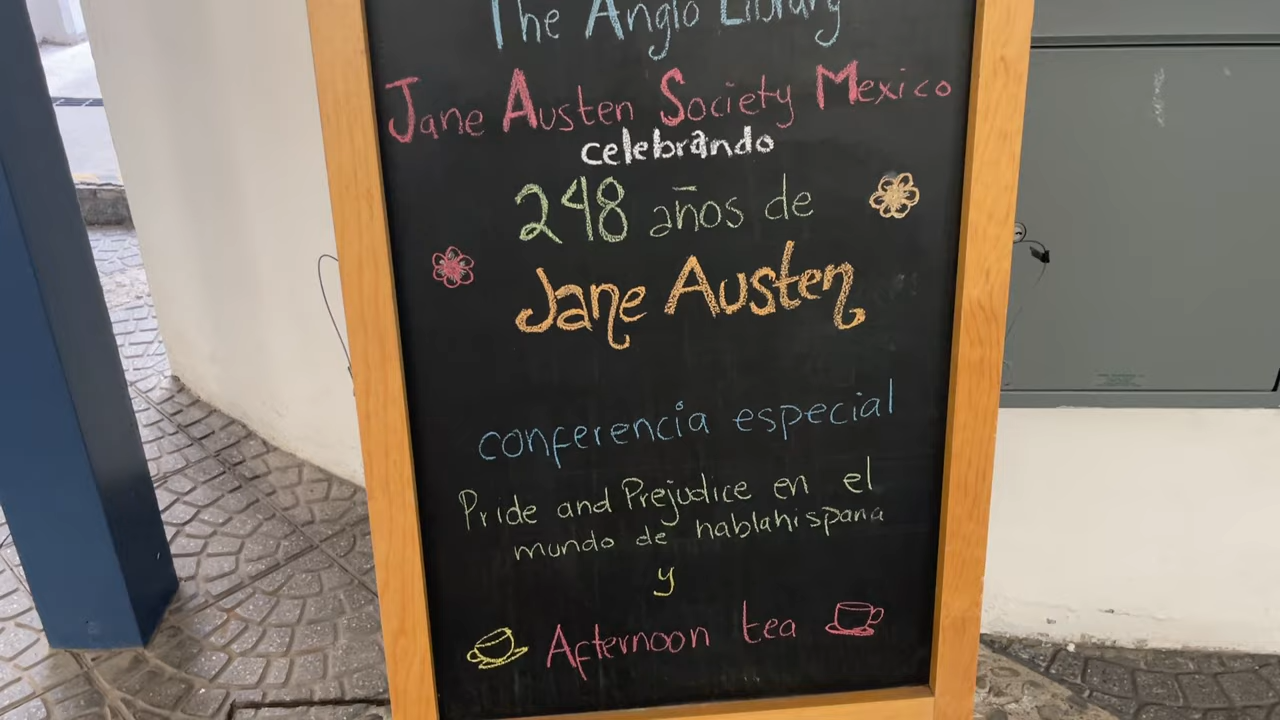 The Anglo Library
Jane Austen Society Mexico
celebrando
248 años de
Jane Austen
conferencia especial
Pride and Prejudice en el
mundo de hablahispana
y
Afternoon tea